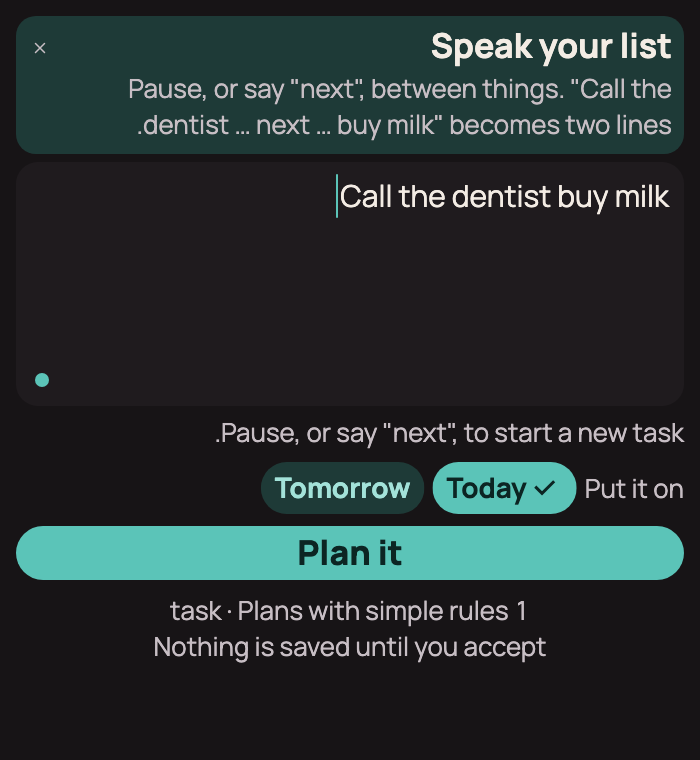 Speak your list
Pause, or say "next", between things. "Call the
dentist … next … buy milk" becomes two lines.
Call the dentist buy milk
Pause, or say "next", to start a new task.
Put it on Today Tomorrow
Plan it
1 task · Plans with simple rules
Nothing is saved until you accept